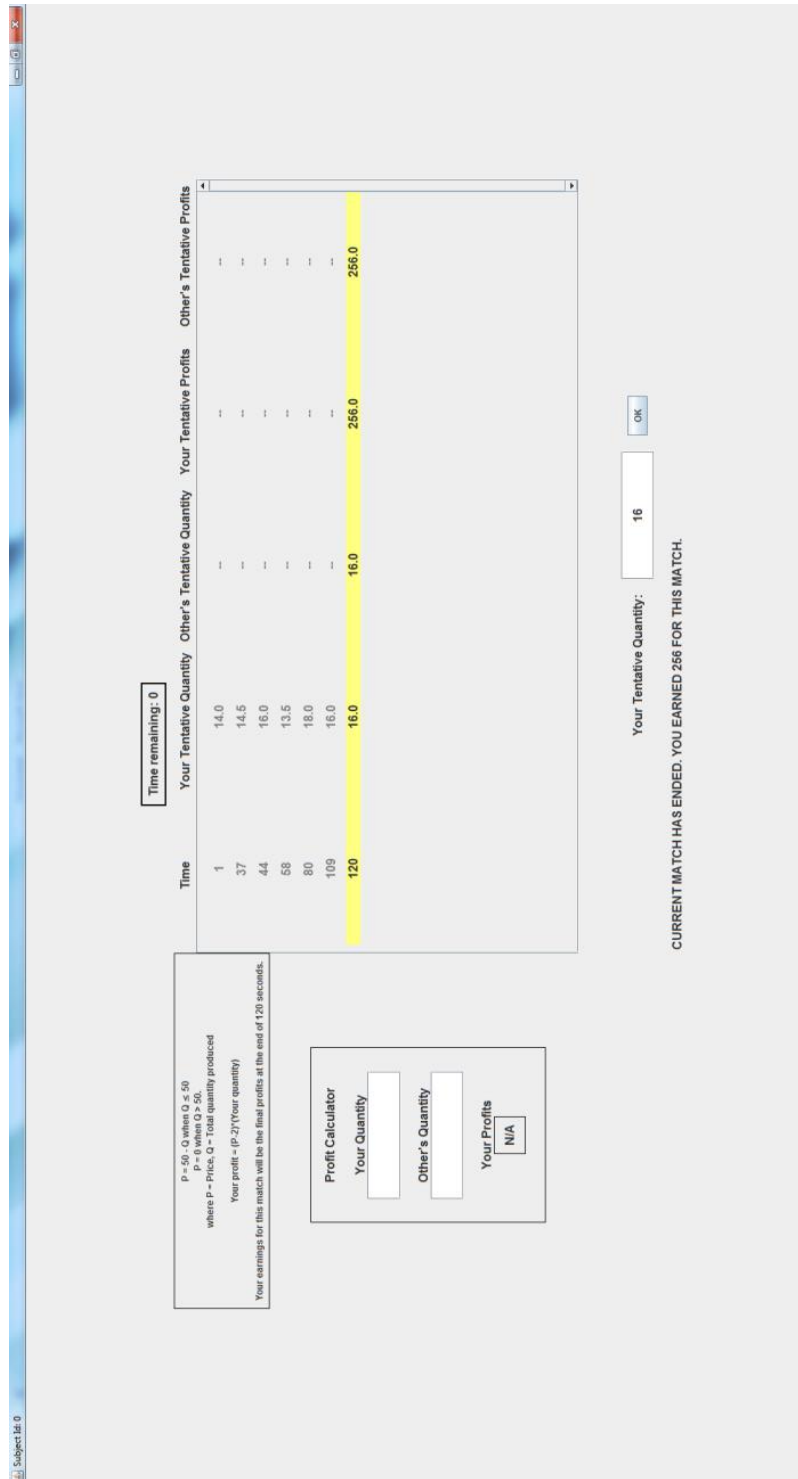 Subject Id: 0
Time remaining: 0
P = 50 - Q when Q ≤ 50
P = 0 when Q > 50.
where P = Price, Q = Total quantity produced
Your profit = (P-2)*(Your quantity)
Your earnings for this match will be the final profits at the end of 120 seconds.
Time Your Tentative Quantity Other's Tentative Quantity Your Tentative Profits Other's Tentative Profits
1 14.0 -- -- --
37 14.5 -- -- --
44 16.0 -- -- --
58 13.5 -- -- --
80 18.0 -- -- --
109 16.0 -- -- --
120 16.0 16.0 256.0 256.0
Profit Calculator
Your Quantity
Other's Quantity
Your Profits
N/A
Your Tentative Quantity: 16 OK
CURRENT MATCH HAS ENDED. YOU EARNED 256 FOR THIS MATCH.